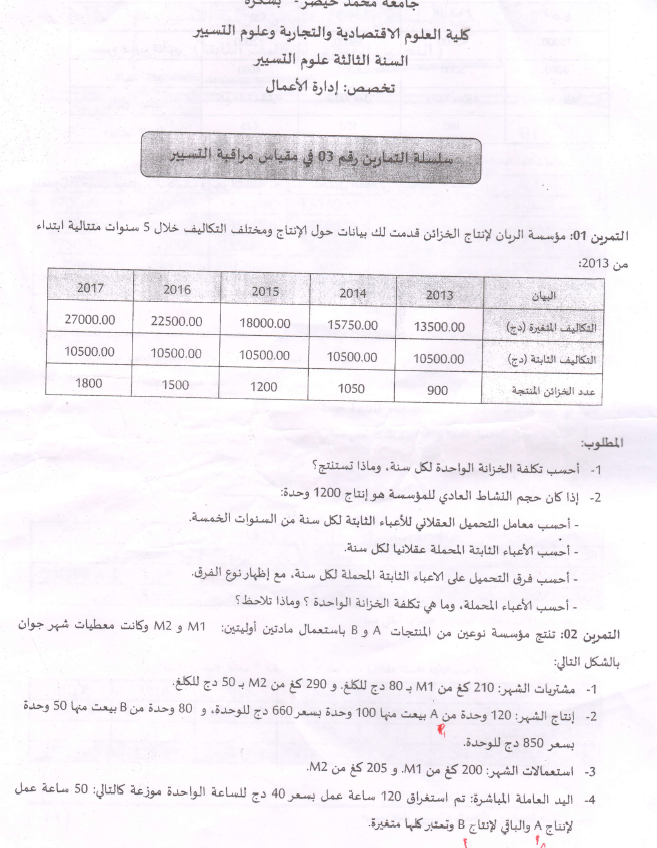 جامعة محمد خيضر - بسكرة
كلية العلوم الاقتصادية والتجارية وعلوم التسيير
السنة الثالثة علوم التسيير
تخصص: إدارة الأعمال
سلسلة التمارين رقم 03 في مقياس مراقبة التسيير
التمرين 01: مؤسسة الريان لإنتاج الخزائن قدمت لك بيانات حول الإنتاج ومختلف التكاليف خلال 5 سنوات متتالية ابتداء
من 2013:
البيان 2013 2014 2015 2016 2017
التكاليف المتغيرة (دج) 13500.00 15750.00 18000.00 22500.00 27000.00
التكاليف الثابتة (دج) 10500.00 10500.00 10500.00 10500.00 10500.00
عدد الخزائن المنتجة 900 1050 1200 1500 1800
المطلوب:
1- أحسب تكلفة الخزانة الواحدة لكل سنة، وماذا تستنتج؟
2- إذا كان حجم النشاط العادي للمؤسسة هو إنتاج 1200 وحدة:
- أحسب معامل التحميل العقلاني للأعباء الثابتة لكل سنة من السنوات الخمسة.
- أحسب الأعباء الثابتة المحملة عقلانيا لكل سنة.
- أحسب فرق التحميل على الاعباء الثابتة المحملة لكل سنة، مع إظهار نوع الفرق.
- أحسب الأعباء المحملة، وما هي تكلفة الخزانة الواحدة ؟ وماذا تلاحظ؟
التمرين 02: تنتج مؤسسة نوعين من المنتجات A و B باستعمال مادتين أوليتين: M1 و M2 وكانت معطيات شهر جوان
بالشكل التالي:
1- مشتريات الشهر: 210 كغ من M1 بـ 80 دج للكلغ. و 290 كغ من M2 بـ 50 دج للكلغ.
2- إنتاج الشهر: 120 وحدة من A بيعت منها 100 وحدة بسعر 660 دج للوحدة، و 80 وحدة من B بيعت منها 50 وحدة
بسعر 850 دج للوحدة.
3- استعمالات الشهر: 200 كغ من M1. و 205 كغ من M2.
4- اليد العاملة المباشرة: تم استغراق 120 ساعة عمل بسعر 40 دج للساعة الواحدة موزعة كالتالي: 50 ساعة عمل
لإنتاج A والباقي لإنتاج B وتعتبر كلها متغيرة.